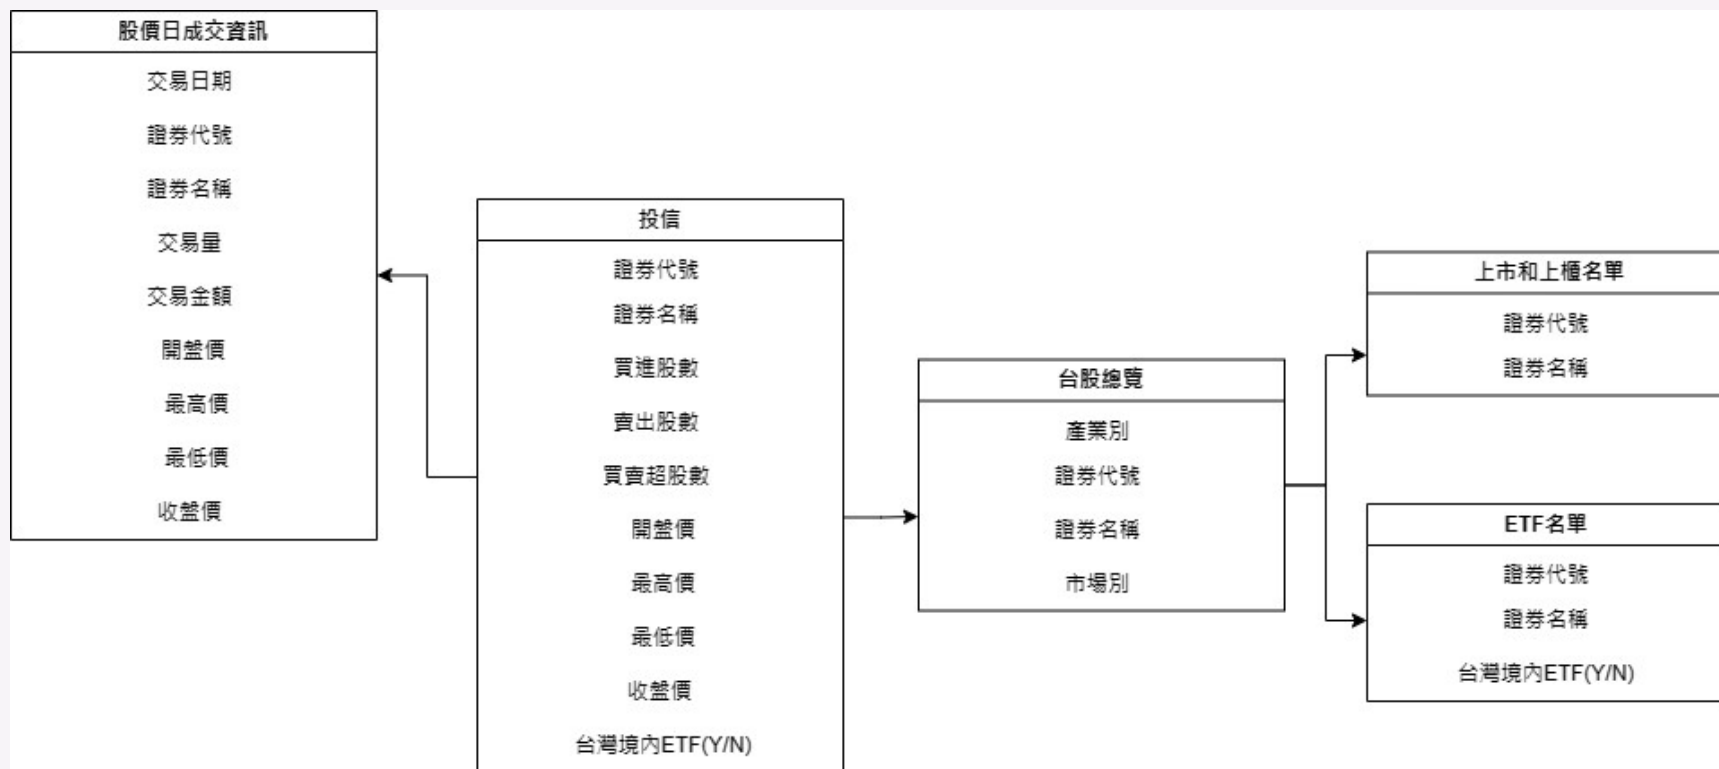 股價日成交資訊
交易日期
證券代號
證券名稱
交易量
交易金額
開盤價
最高價
最低價
收盤價
投信
證券代號
證券名稱
買進股數
賣出股數
買賣超股數
開盤價
最高價
最低價
收盤價
台灣境內ETF(Y/N)
台股總覽
產業別
證券代號
證券名稱
市場別
上市和上櫃名單
證券代號
證券名稱
ETF名單
證券代號
證券名稱
台灣境內ETF(Y/N)